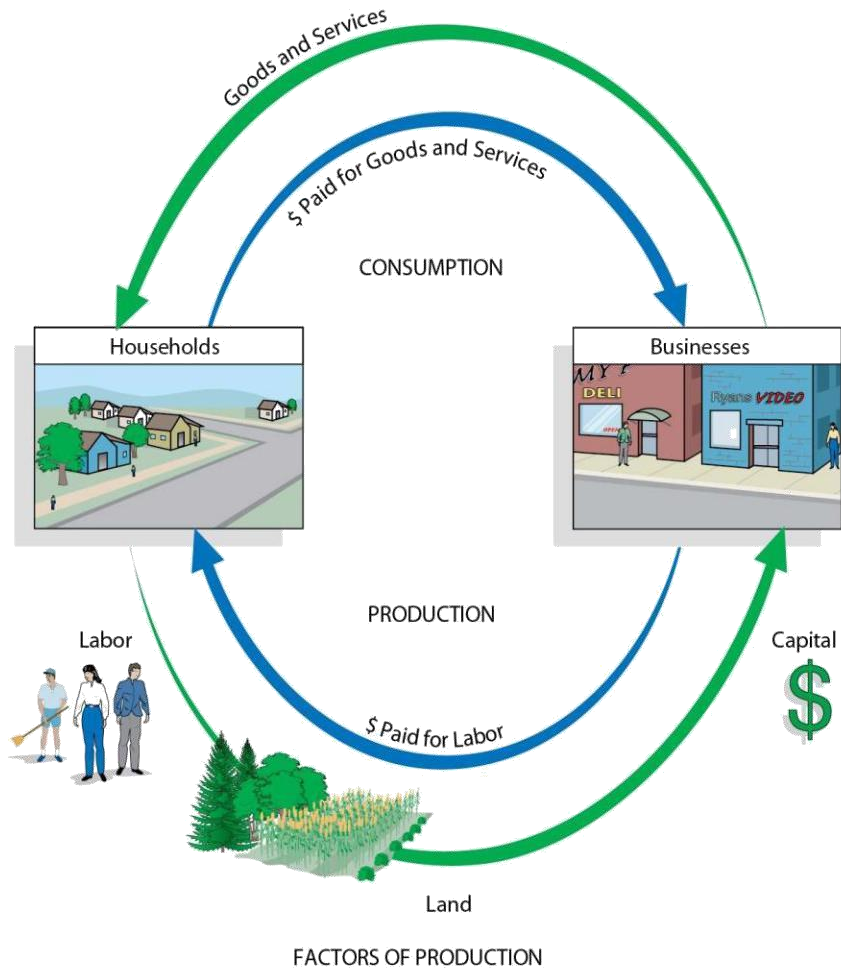 Goods and Services
$ Paid for Goods and Services
CONSUMPTION
Households
Businesses
DELI
Ryans VIDEO
OPEN
PRODUCTION
Labor
Capital
$
$ Paid for Labor
Land
FACTORS OF PRODUCTION